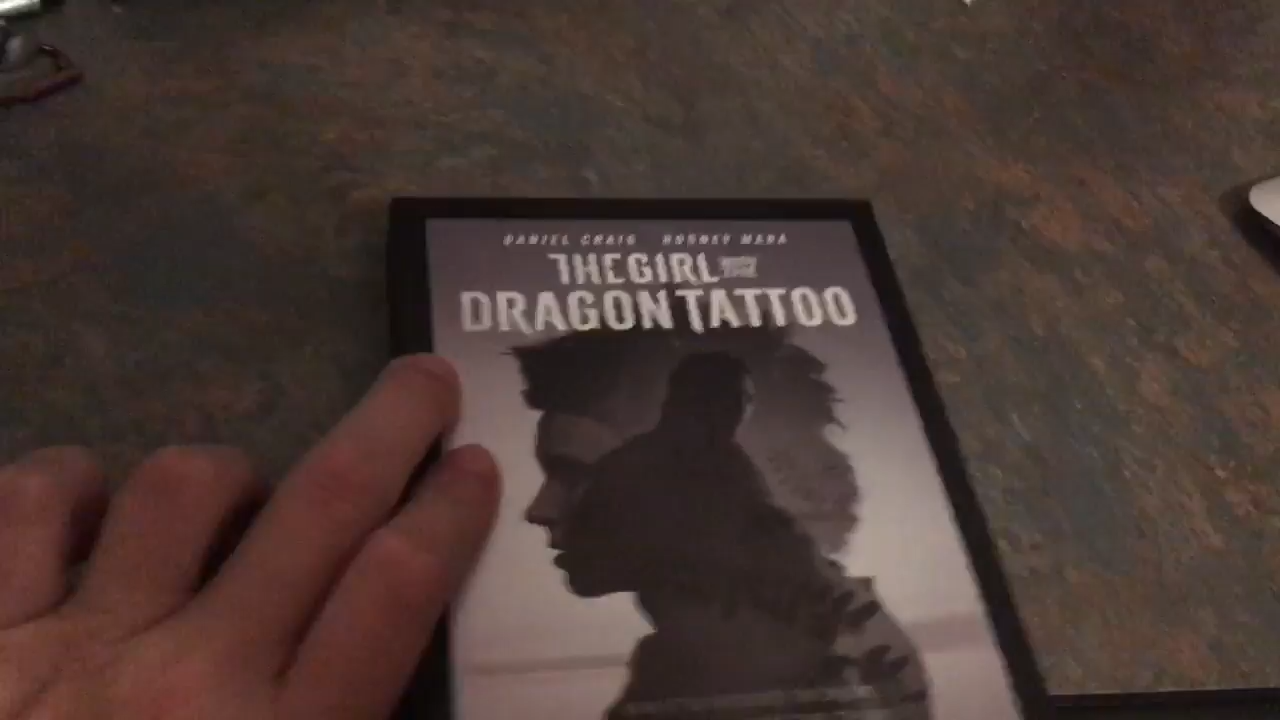 DANIEL CRAIG ROONEY MARA
THE GIRL WITH THE
DRAGON TATTOO